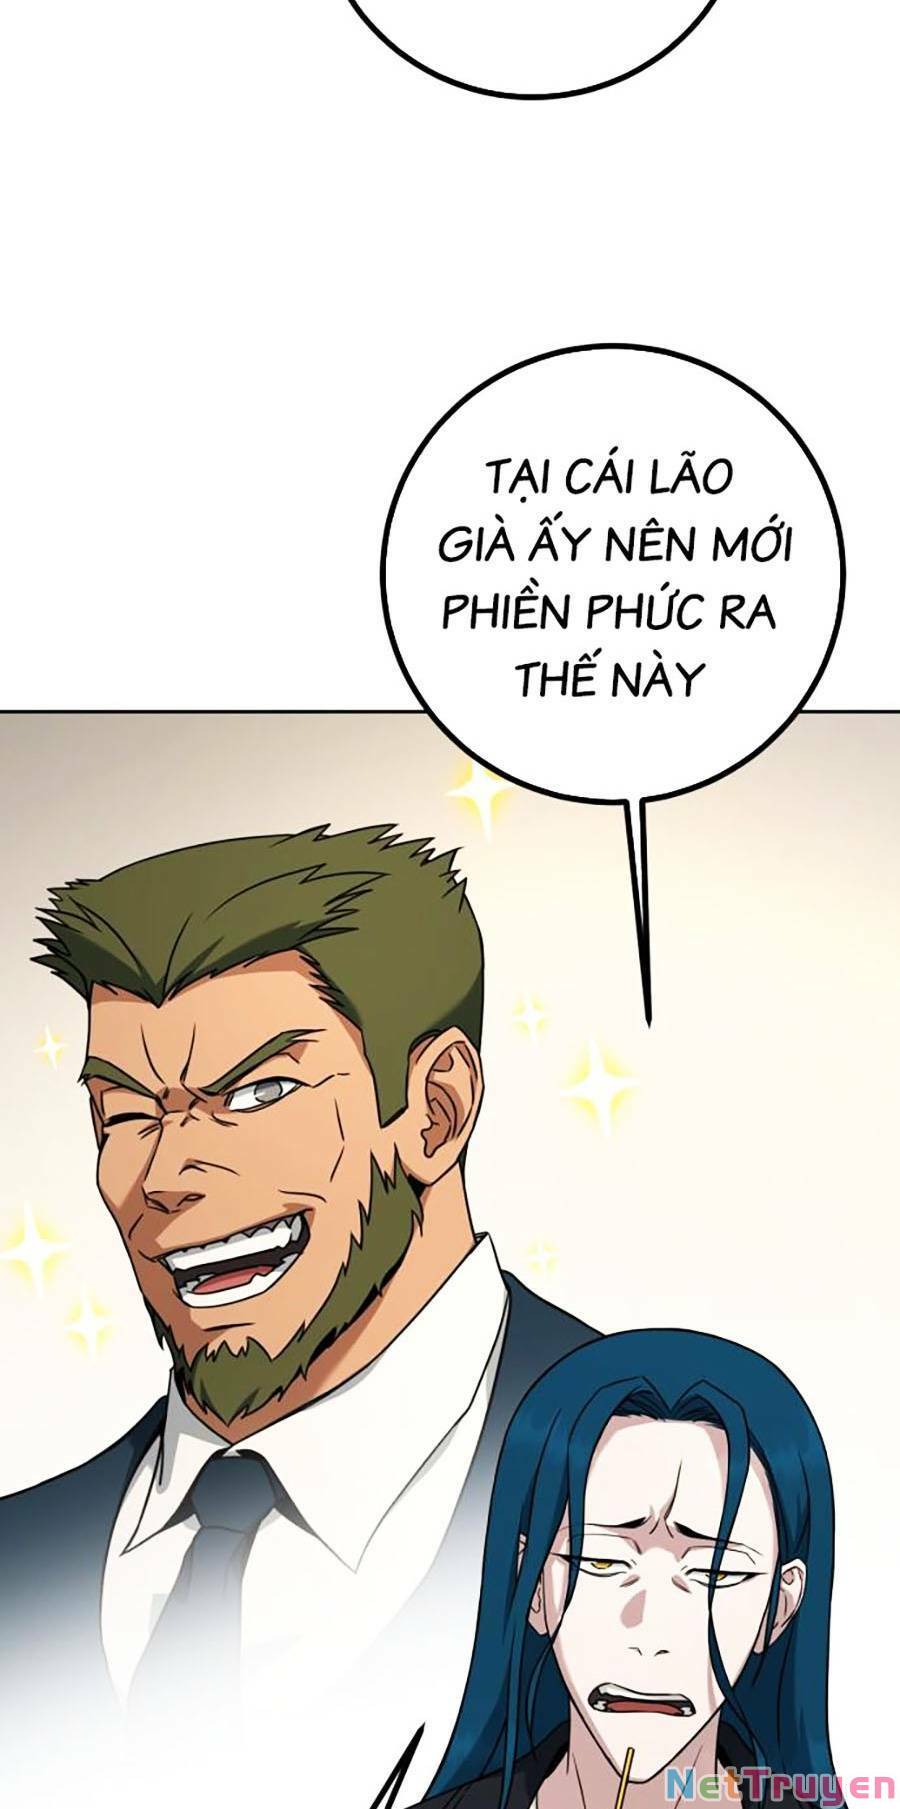 TẠI CÁI LÃO
GIÀ ẤY NÊN MỚI
PHIỀN PHỨC RA
THẾ NÀY
NetTruyen